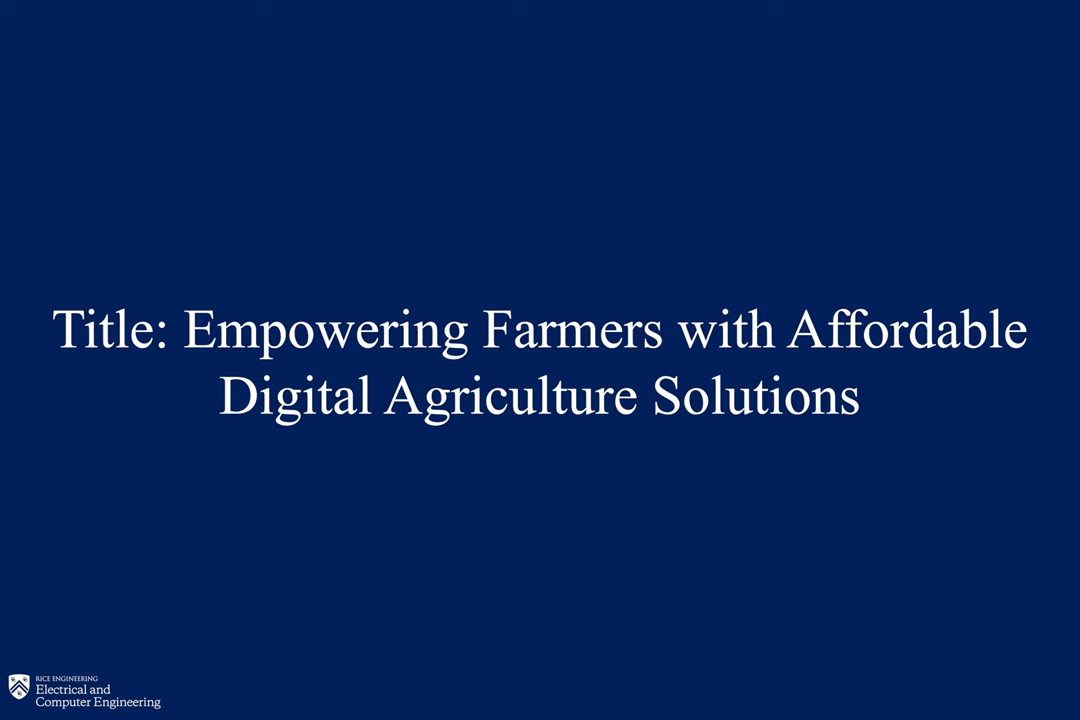 Title: Empowering Farmers with Affordable
Digital Agriculture Solutions
RICE ENGINEERING
Electrical and
Computer Engineering